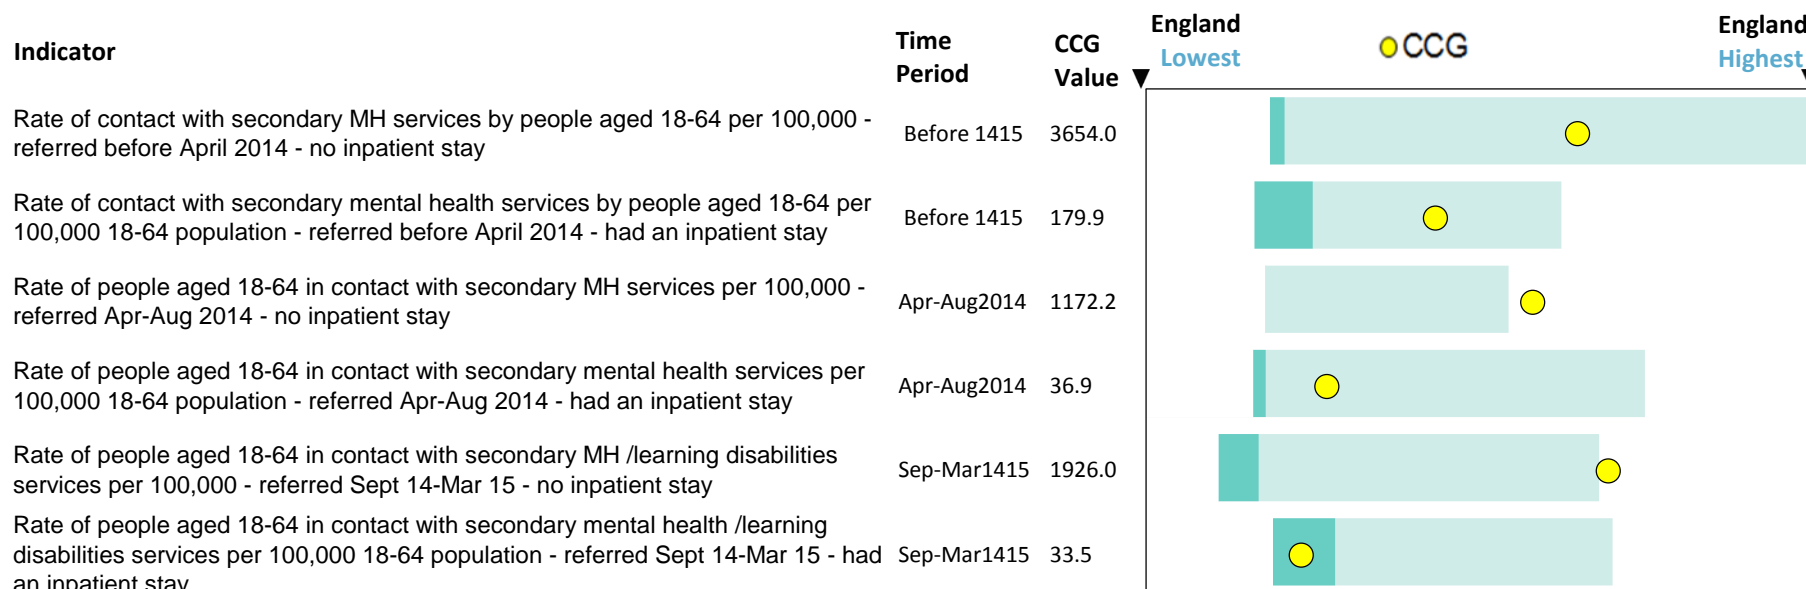 Indicator
Time
Period
CCG
Value
England
Lowest
CCG
England
Highest
Rate of contact with secondary MH services by people aged 18-64 per 100,000 -
referred before April 2014 - no inpatient stay
Before 1415
3654.0
Rate of contact with secondary mental health services by people aged 18-64 per
100,000 18-64 population - referred before April 2014 - had an inpatient stay
Before 1415
179.9
Rate of people aged 18-64 in contact with secondary MH services per 100,000 -
referred Apr-Aug 2014 - no inpatient stay
Apr-Aug2014
1172.2
Rate of people aged 18-64 in contact with secondary mental health services per
100,000 18-64 population - referred Apr-Aug 2014 - had an inpatient stay
Apr-Aug2014
36.9
Rate of people aged 18-64 in contact with secondary MH /learning disabilities
services per 100,000 - referred Sept 14-Mar 15 - no inpatient stay
Sep-Mar1415
1926.0
Rate of people aged 18-64 in contact with secondary mental health /learning
disabilities services per 100,000 18-64 population - referred Sept 14-Mar 15 - had
an inpatient stay
Sep-Mar1415
33.5